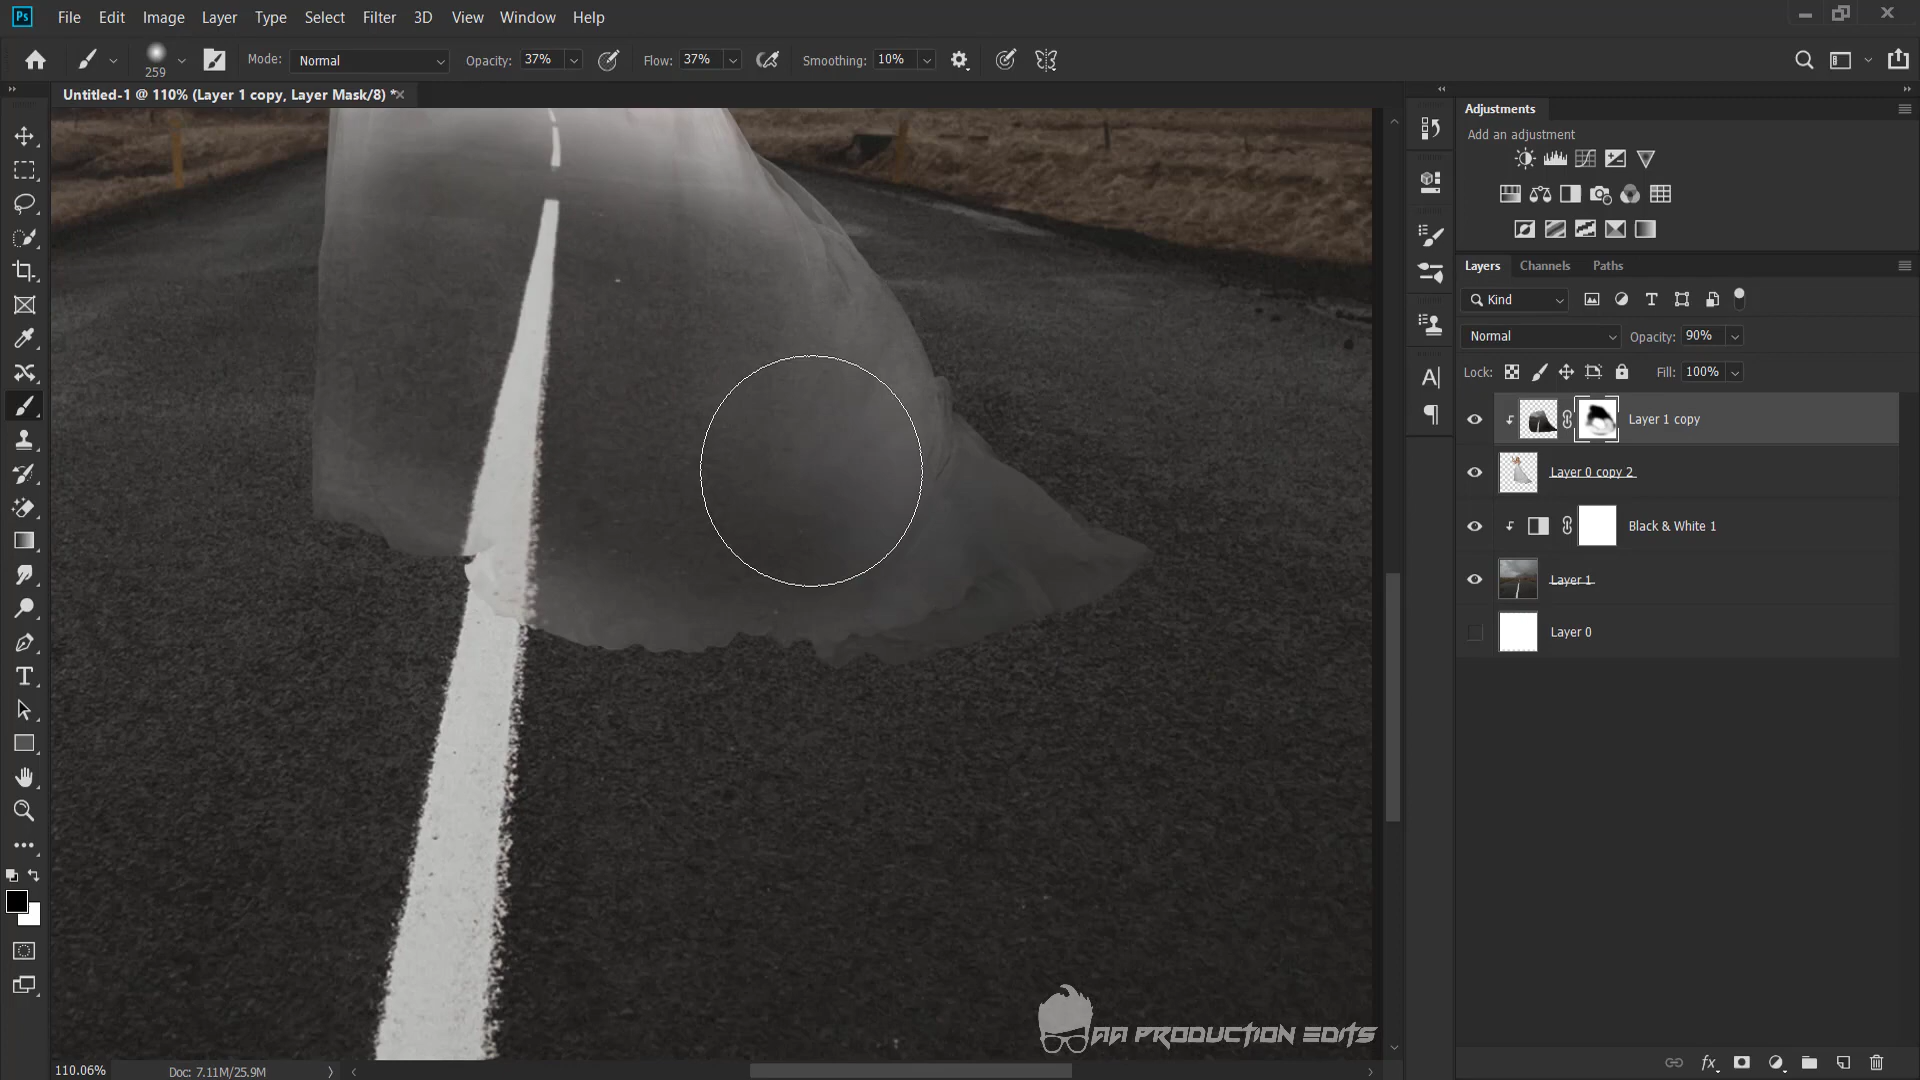 Ps File Edit Image Layer Type Select Filter 3D View Window Help
259 Mode: Normal Opacity: 37% Flow: 37% Smoothing: 10%
Untitled-1 @ 110% (Layer 1 copy, Layer Mask/8) *
Adjustments
Add an adjustment
Layers Channels Paths
Kind
Normal Opacity: 90%
Lock: Fill: 100%
Layer 1 copy
Layer 0 copy 2
Black & White 1
Layer 1
Layer 0
AA PRODUCTION EDITS
110.06% Doc: 7.11M/25.9M